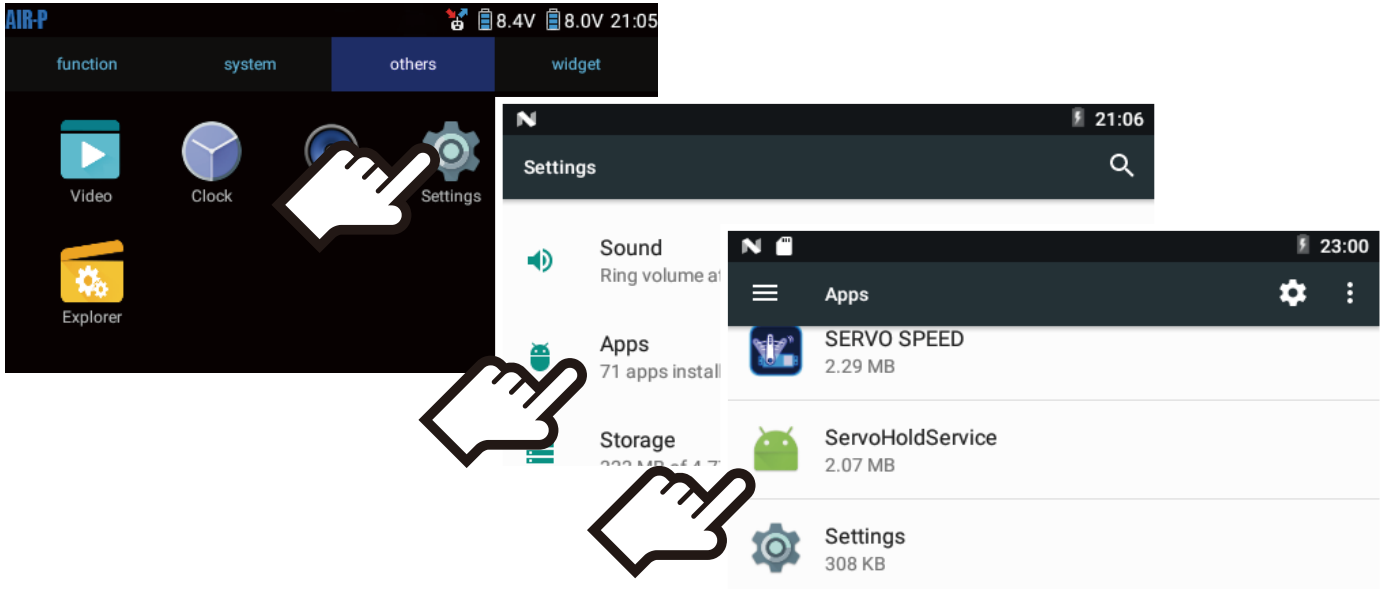 AIR-P
8.4V 8.0V 21:05
function system others widget
Video Clock Settings
Explorer
21:06
Settings
Sound
Ring volume
Apps
71 apps install
Storage
23:00
Apps
SERVO SPEED
2.29 MB
ServoHoldService
2.07 MB
Settings
308 KB